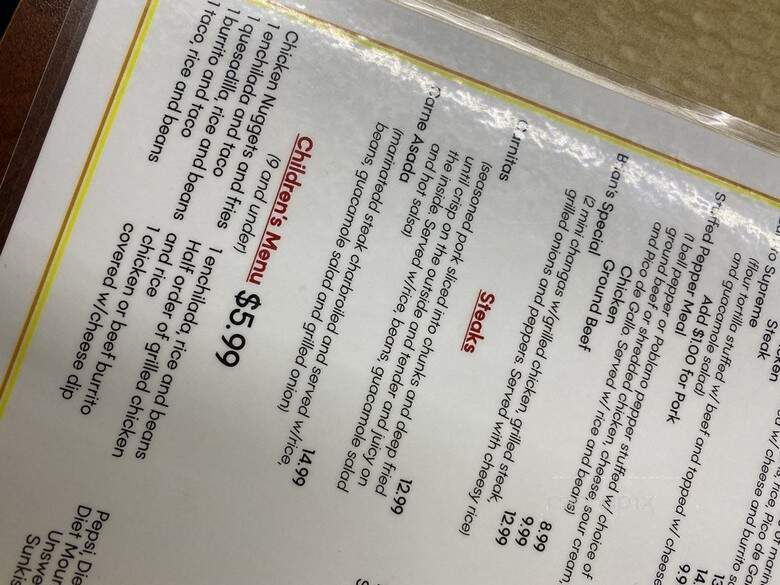 Supreme
Steak
(flour tortilla stuffed w/ beef and topped w/ cheese
and guacamole salad)
Add $1.00 for Pork
Stuffed Pepper Meal
(1 bell pepper or Poblano pepper stuffed w/ choice of
ground beef or shredded chicken, cheese, sour cream,
and Pico de Gallo. Served w/ rice and beans)
Chicken 8.99
Ground Beef 9.99
Special 12.99
(2 mini changas w/grilled chicken, grilled steak,
grilled onions and peppers. Served with cheesy rice)
Steaks
Carnitas 12.99
(seasoned pork sliced into chunks and deep fried
until crisp on the outside and tender and juicy on
the inside. Served w/rice, beans, guacamole salad
and hot salsa)
Carne Asada 14.99
(marinatedd steak charbroiled and served w/rice,
beans, guacamole salad and grilled onion)
Children's Menu $5.99
(9 and under)
Chicken Nuggets and fries
1 enchilada and taco
1 quesadilla, rice and beans
1 burrito and taco
1 taco, rice and beans
1 enchilada, rice and beans
Half order of grilled chicken
and rice
1 chicken or beef burrito
covered w/cheese dip
Pepsi, Die
Diet Moun
Unswe
Sunkis